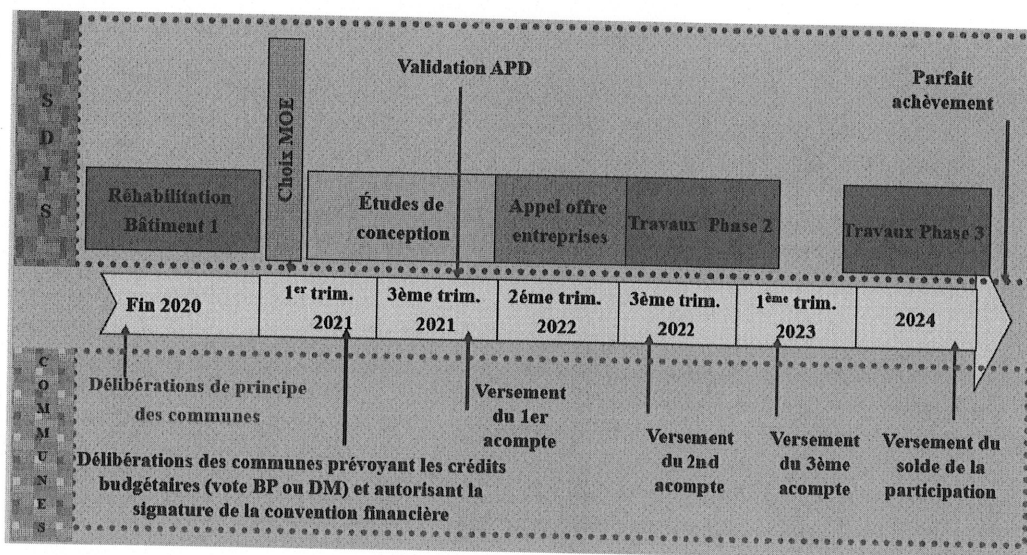 SDIS
Validation APD
Parfait
achèvement
Choix MOE
Réhabilitation
Bâtiment 1
Études de
conception
Appel offre
entreprises
Travaux Phase 2
Travaux Phase 3
Fin 2020
1er trim.
2021
3ème trim.
2021
2éme trim.
2022
3ème trim.
2022
1ème trim.
2023
2024
COMMUNES
Délibérations de principe
des communes
Versement
du 1er
acompte
Versement
du 2nd
acompte
Versement
du 3ème
acompte
Versement du
solde de la
participation
Délibérations des communes prévoyant les crédits
budgétaires (vote BP ou DM) et autorisant la
signature de la convention financière